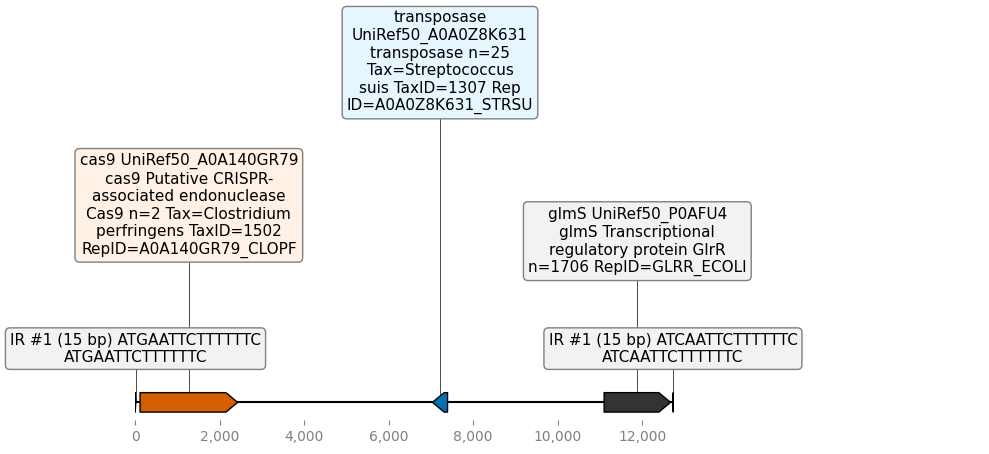 transposase
UniRef50_A0A0Z8K631
transposase n=25
Tax=Streptococcus
suis TaxID=1307 Rep
ID=A0A0Z8K631_STRSU
cas9 UniRef50_A0A140GR79
cas9 Putative CRISPR-
associated endonuclease
Cas9 n=2 Tax=Clostridium
perfringens TaxID=1502
RepID=A0A140GR79_CLOPF
glmS UniRef50_P0AFU4
glmS Transcriptional
regulatory protein GlrR
n=1706 RepID=GLRR_ECOLI
IR #1 (15 bp) ATGAATTCTTTTTTC
ATGAATTCTTTTTTC
IR #1 (15 bp) ATCAATTCTTTTTTC
ATCAATTCTTTTTTC
0 2,000 4,000 6,000 8,000 10,000 12,000